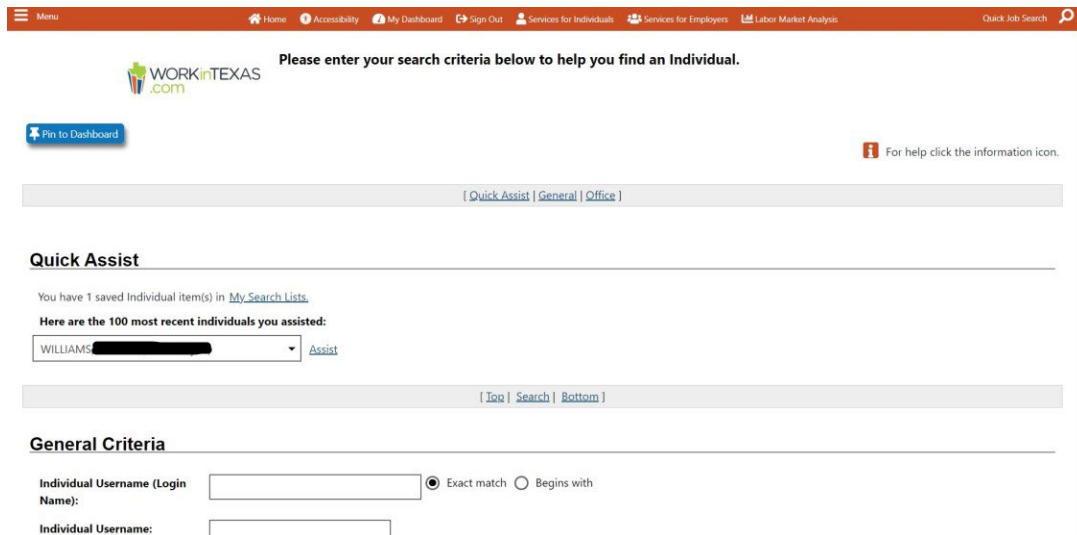 Menu
Home Accessibility My Dashboard Sign Out Services for Individuals Services for Employers Labor Market Analysis Quick Job Search
Please enter your search criteria below to help you find an Individual.
WORKinTEXAS
.com
Pin to Dashboard
For help click the information icon.
[ Quick Assist | General | Office ]
Quick Assist
You have 1 saved Individual item(s) in My Search Lists.
Here are the 100 most recent individuals you assisted:
WILLIAMS Assist
[ Top | Search | Bottom ]
General Criteria
Individual Username (Login Exact match Begins with
Name):
Individual Username: